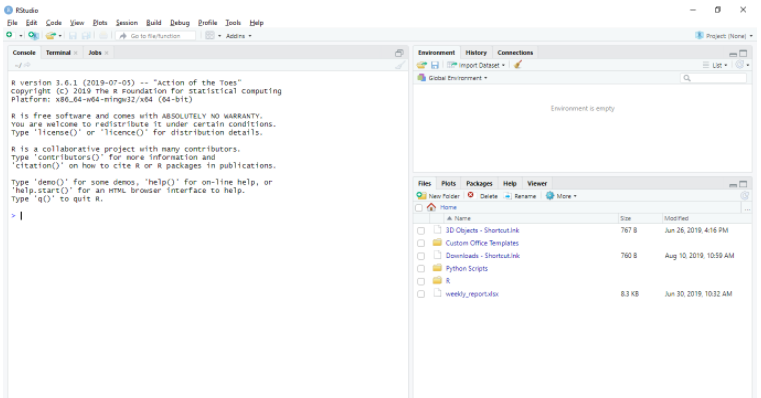 RStudio
File Edit Code View Plots Session Build Debug Profile Tools Help
Go to file/function Addins Project: (None)
Console Terminal × Jobs ×
~/
R version 3.6.1 (2019-07-05) -- "Action of the Toes"
Copyright (C) 2019 The R Foundation for Statistical Computing
Platform: x86_64-w64-mingw32/x64 (64-bit)
R is free software and comes with ABSOLUTELY NO WARRANTY.
You are welcome to redistribute it under certain conditions.
Type 'license()' or 'licence()' for distribution details.
R is a collaborative project with many contributors.
Type 'contributors()' for more information and
'citation()' on how to cite R or R packages in publications.
Type 'demo()' for some demos, 'help()' for on-line help, or
'help.start()' for an HTML browser interface to help.
Type 'q()' to quit R.
>
Environment History Connections
Import Dataset List
Global Environment
Environment is empty
Files Plots Packages Help Viewer
New Folder Delete Rename More
Home ...
Name Size Modified
3D Objects - Shortcut.lnk 767 B Jun 26, 2019, 4:16 PM
Custom Office Templates
Downloads - Shortcut.lnk 760 B Aug 10, 2019, 10:59 AM
Python Scripts
R
weekly_report.xlsx 8.3 KB Jun 30, 2019, 10:32 AM